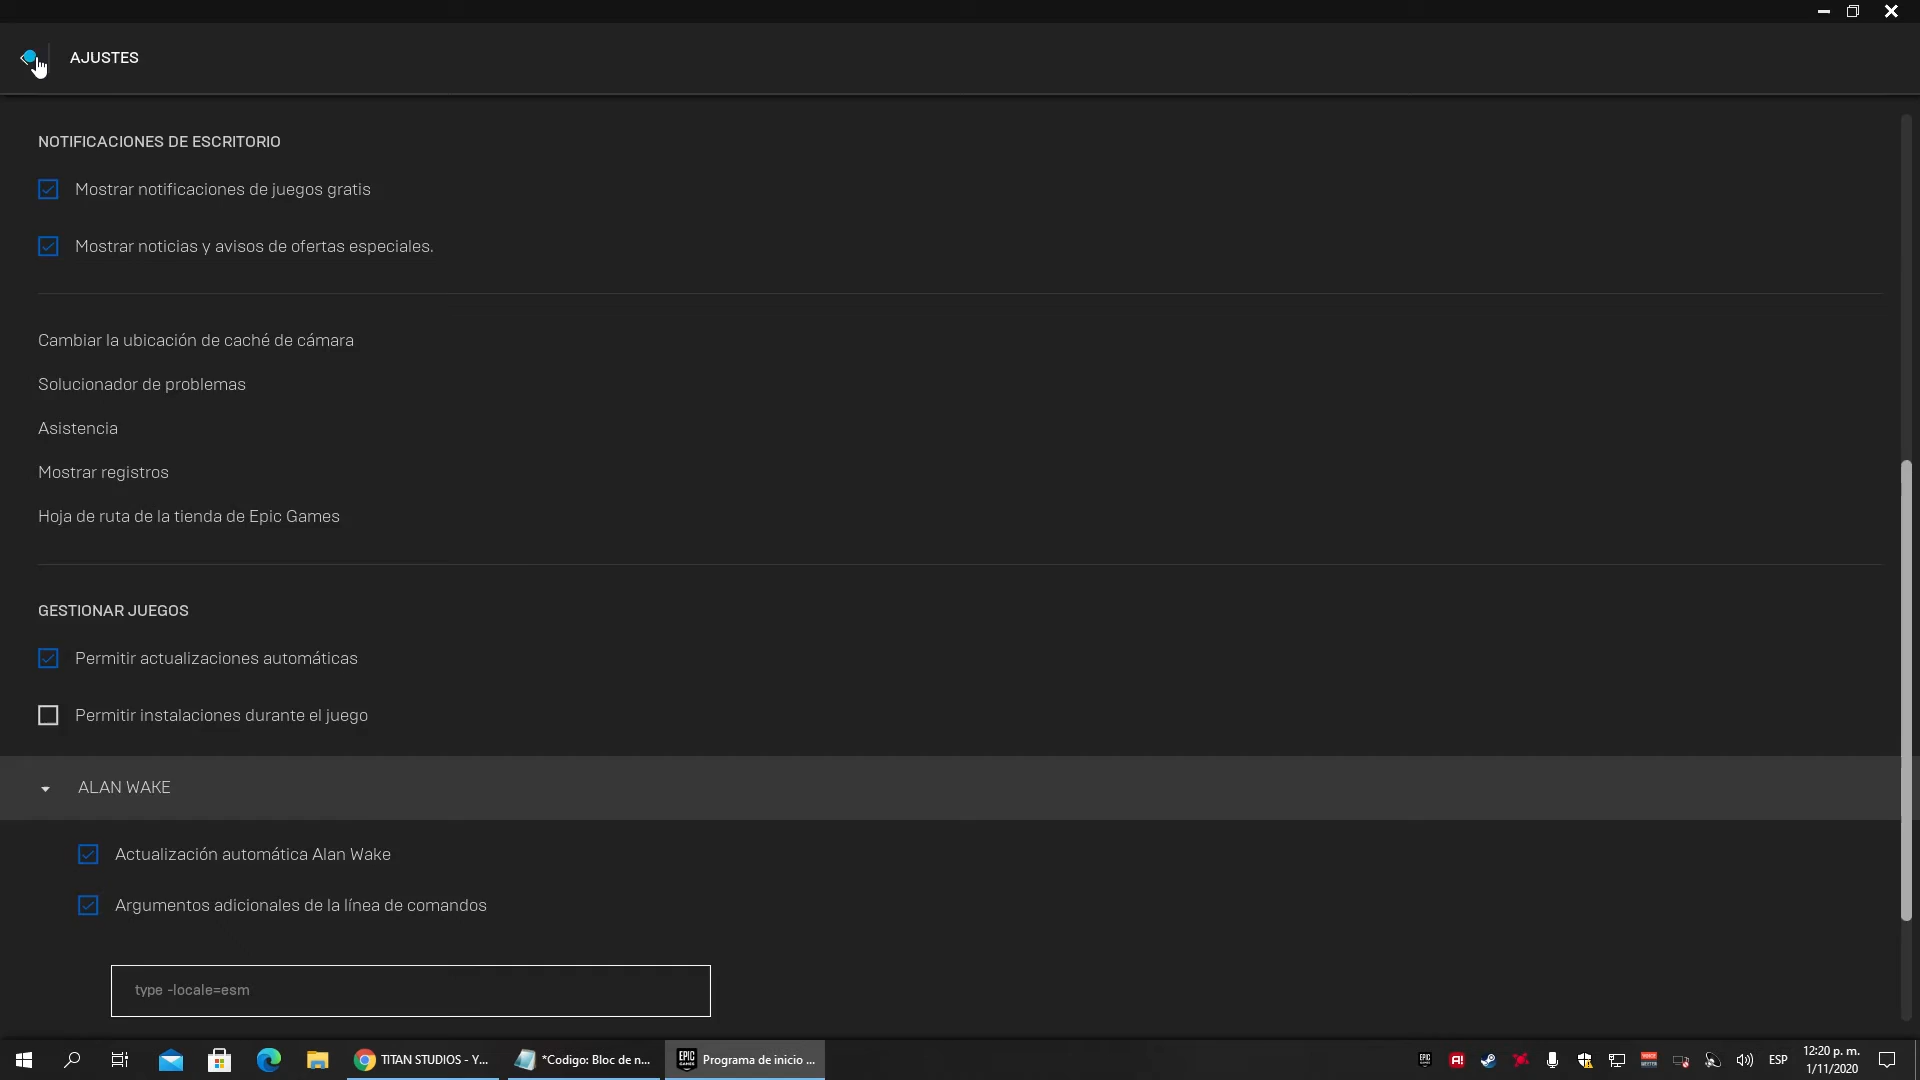 AJUSTES
NOTIFICACIONES DE ESCRITORIO
Mostrar notificaciones de juegos gratis
Mostrar noticias y avisos de ofertas especiales.
Cambiar la ubicación de caché de cámara
Solucionador de problemas
Asistencia
Mostrar registros
Hoja de ruta de la tienda de Epic Games
GESTIONAR JUEGOS
Permitir actualizaciones automáticas
Permitir instalaciones durante el juego
ALAN WAKE
Actualización automática Alan Wake
Argumentos adicionales de la línea de comandos
type -locale=esm
TITAN STUDIOS - Y...
*Codigo: Bloc de n...
EPIC GAMES
Programa de inicio ...
EPIC
A!
ESP
12:20 p. m.
1/11/2020